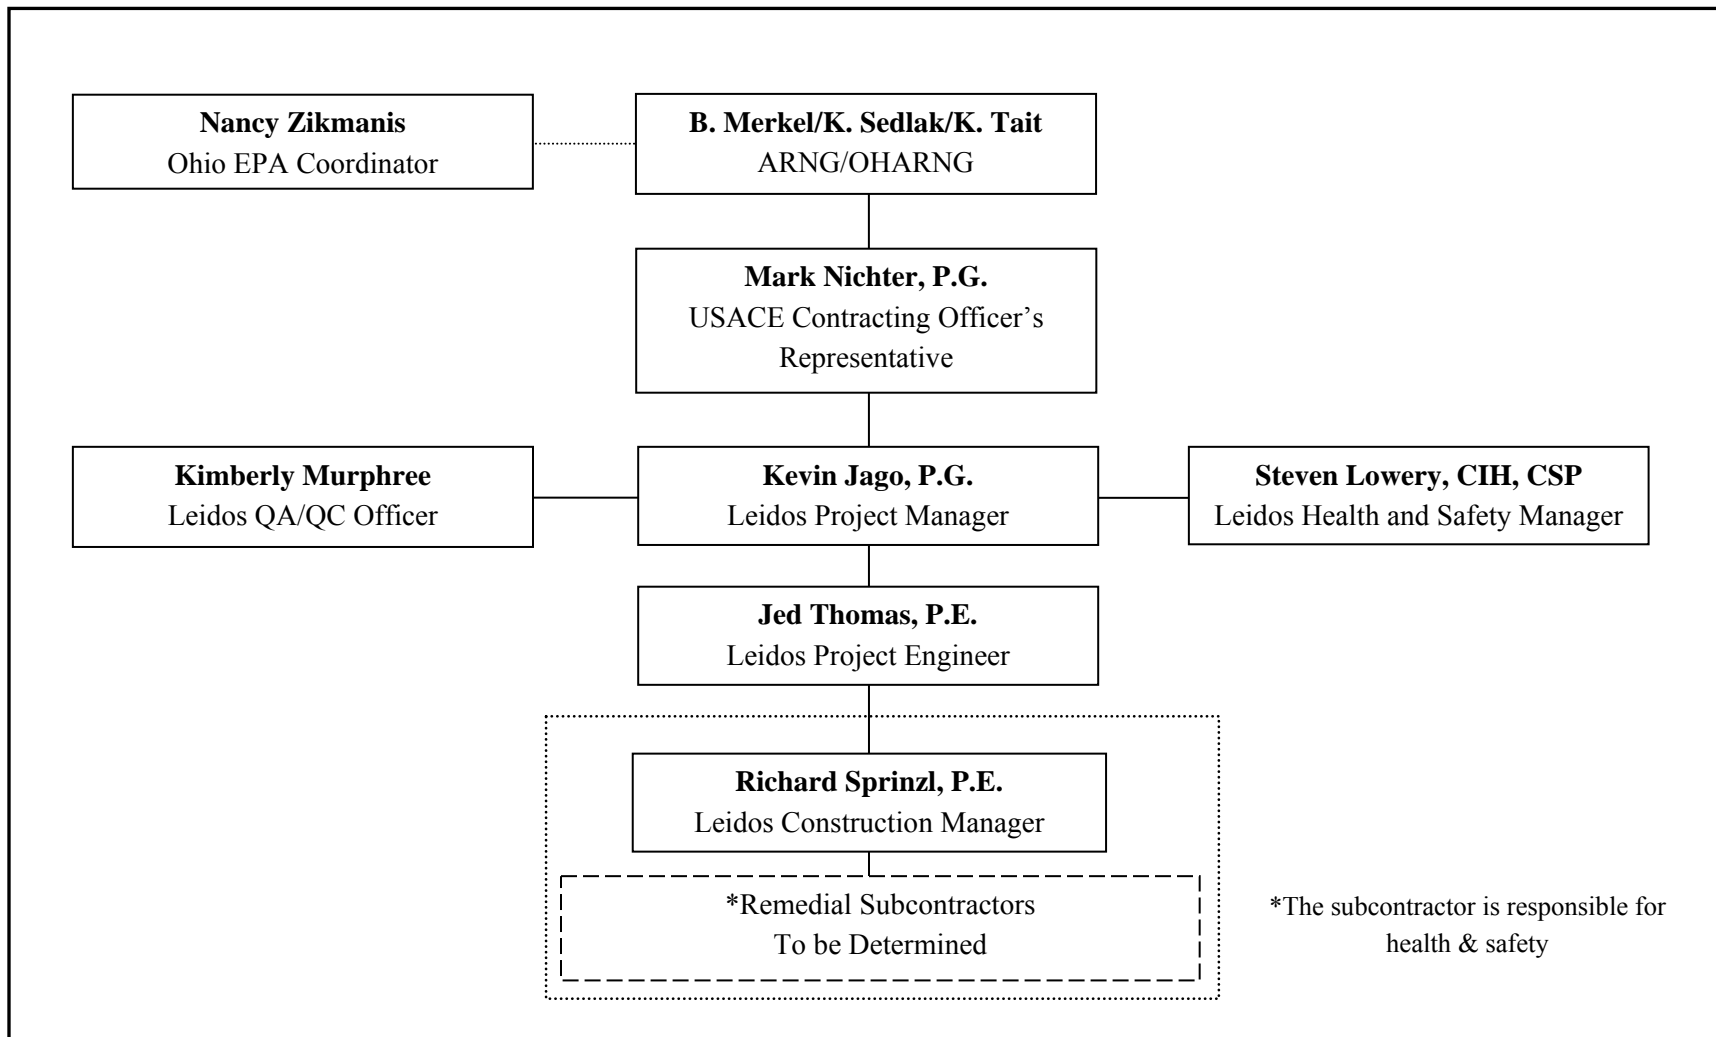 Nancy Zikmanis
Ohio EPA Coordinator
B. Merkel/K. Sedlak/K. Tait
ARNG/OHARNG
Mark Nichter, P.G.
USACE Contracting Officer’s
Representative
Kimberly Murphree
Leidos QA/QC Officer
Kevin Jago, P.G.
Leidos Project Manager
Steven Lowery, CIH, CSP
Leidos Health and Safety Manager
Jed Thomas, P.E.
Leidos Project Engineer
Richard Sprinzl, P.E.
Leidos Construction Manager
*Remedial Subcontractors
To be Determined
*The subcontractor is responsible for
health & safety